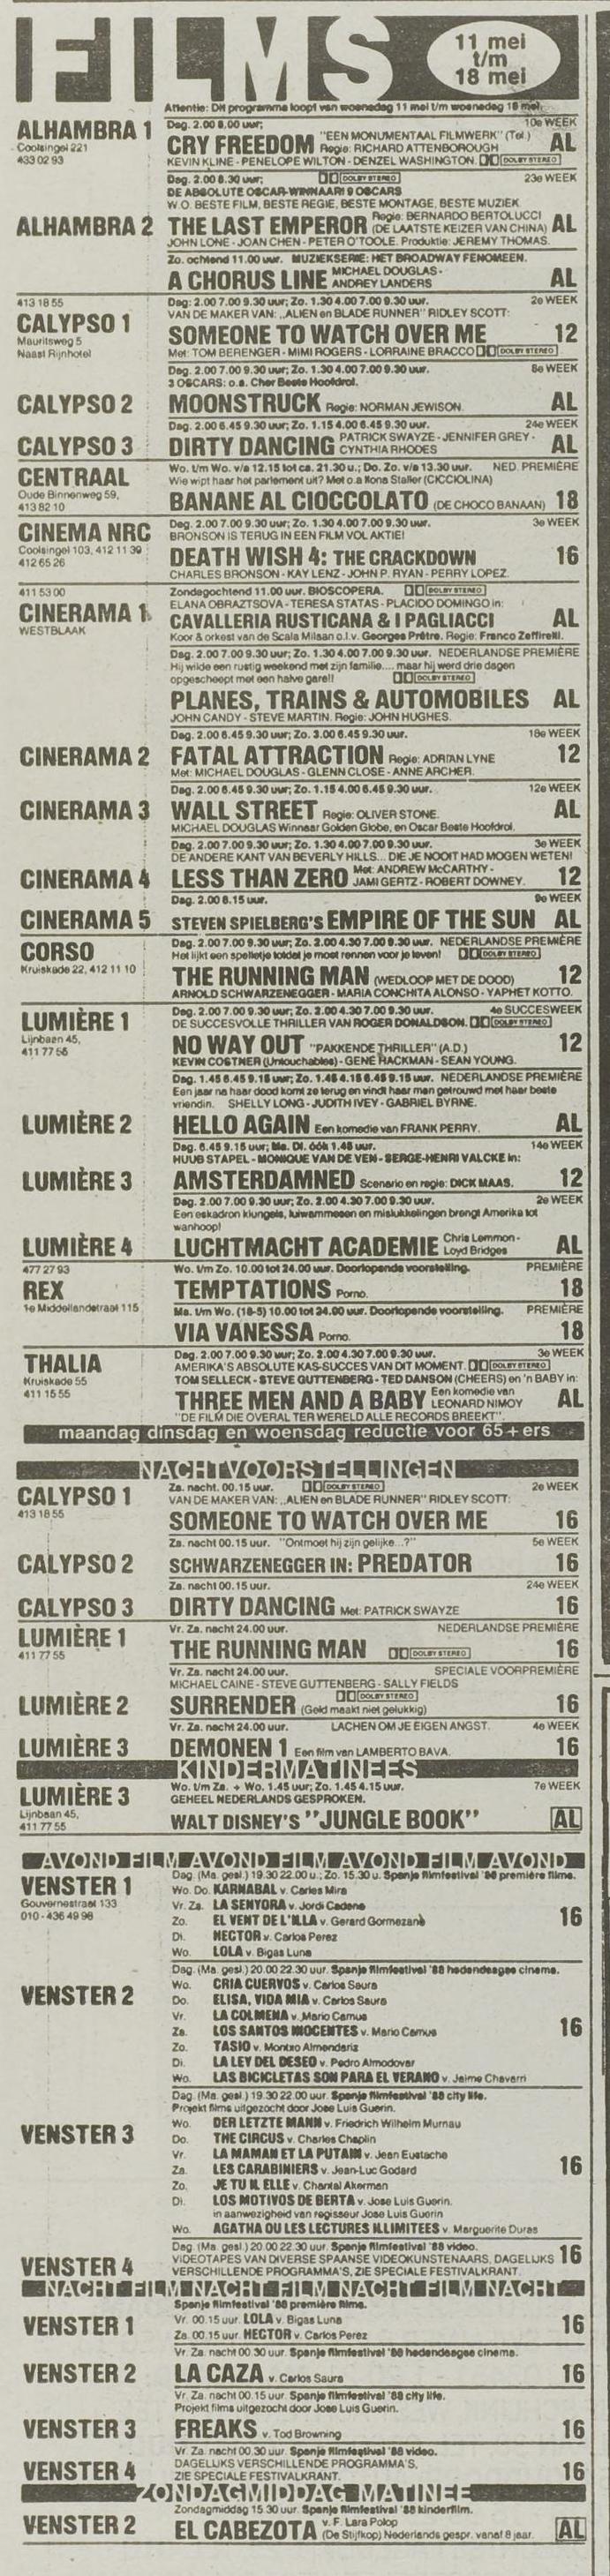 FILMS
11 mei
t/m
18 mei
Attentie: Dit programma loopt van woensdag 11 mei t/m woensdag 18 mei.
ALHAMBRA 1
Coolsingel 221
433 02 93
Dag. 2.00 8.00 uur;
10e WEEK
"EEN MONUMENTAAL FILMWERK" (Tel.)
CRY FREEDOM Regie: RICHARD ATTENBOROUGH AL
KEVIN KLINE - PENELOPE WILTON - DENZEL WASHINGTON. DOLBY STEREO
Dag. 2.00 8.30 uur; DOLBY STEREO 23e WEEK
DE ABSOLUTE OSCAR-WINNAAR! 9 OSCARS
W.O. BESTE FILM, BESTE REGIE, BESTE MONTAGE, BESTE MUZIEK
ALHAMBRA 2 THE LAST EMPEROR Regie: BERNARDO BERTOLUCCI (DE LAATSTE KEIZER VAN CHINA) AL
JOHN LONE - JOAN CHEN - PETER O'TOOLE. Produktie: JEREMY THOMAS.
Zo. ochtend 11.00 uur. MUZIEKSERIE: HET BROADWAY FENOMEEN.
A CHORUS LINE MICHAEL DOUGLAS - AUDREY LANDERS AL
413 18 55
CALYPSO 1
Mauritsweg 5
Naast Rijnhotel
Dag: 2.00 7.00 9.30 uur; Zo. 1.30 4.00 7.00 9.30 uur. 2e WEEK
VAN DE MAKER VAN: „ALIEN en BLADE RUNNER" RIDLEY SCOTT:
SOMEONE TO WATCH OVER ME 12
Met: TOM BERENGER - MIMI ROGERS - LORRAINE BRACCO DOLBY STEREO
Dag. 2.00 7.00 9.30 uur; Zo. 1.30 4.00 7.00 9.30 uur. 8e WEEK
3 OSCARS: o.a. Cher Beste Hoofdrol.
CALYPSO 2 MOONSTRUCK Regie: NORMAN JEWISON. AL
Dag. 2.00 6.45 9.30 uur; Zo. 1.15 4.00 6.45 9.30 uur. 24e WEEK
CALYPSO 3 DIRTY DANCING PATRICK SWAYZE - JENNIFER GREY - CYNTHIA RHODES AL
CENTRAAL
Oude Binnenweg 59,
413 82 10
Wo. t/m Wo. v/a 12.15 tot ca. 21.30 u.; Do. Zo. v/a 13.30 uur. NED. PREMIÈRE
Wie wipt haar het parlement uit? Met o.a Ilona Staller (CICCIOLINA)
BANANE AL CIOCCOLATO (DE CHOCO BANAAN) 18
CINEMA NRC
Coolsingel 103, 412 11 39
412 65 26
Dag. 2.00 7.00 9.30 uur; Zo. 1.30 4.00 7.00 9.30 uur. 3e WEEK
BRONSON IS TERUG IN EEN FILM VOL AKTIE!
DEATH WISH 4: THE CRACKDOWN 16
CHARLES BRONSON - KAY LENZ - JOHN P. RYAN - PERRY LOPEZ.
411 53 00
CINERAMA 1
WESTBLAAK
Zondagochtend 11.00 uur. BIOSCOPERA. DOLBY STEREO
ELANA OBRAZTSOVA - TERESA STATAS - PLACIDO DOMINGO in:
CAVALLERIA RUSTICANA & I PAGLIACCI AL
Koor & orkest van de Scala Milaan o.l.v. Georges Prêtre. Regie: Franco Zeffirelli.
Dag. 2.00 7.00 9.30 uur; Zo. 1.30 4.00 7.00 9.30 uur. NEDERLANDSE PREMIÈRE
Hij wilde een rustig weekend met zijn familie.... maar hij werd drie dagen
opgescheept met een halve gare!! DOLBY STEREO
PLANES, TRAINS & AUTOMOBILES AL
JOHN CANDY - STEVE MARTIN. Regie: JOHN HUGHES.
Dag. 2.00 6.45 9.30 uur; Zo. 3.00 6.45 9.30 uur. 18e WEEK
CINERAMA 2 FATAL ATTRACTION Regie: ADRIAN LYNE 12
Met: MICHAEL DOUGLAS - GLENN CLOSE - ANNE ARCHER.
Dag. 2.00 6.45 9.30 uur; Zo. 1.15 4.00 6.45 9.30 uur. 12e WEEK
CINERAMA 3 WALL STREET Regie: OLIVER STONE. AL
MICHAEL DOUGLAS Winnaar Golden Globe, en Oscar Beste Hoofdrol.
Dag. 2.00 7.00 9.30 uur; Zo. 1.30 4.00 7.00 9.30 uur. 3e WEEK
DE ANDERE KANT VAN BEVERLY HILLS... DIE JE NOOIT HAD MOGEN WETEN!
CINERAMA 4 LESS THAN ZERO Met: ANDREW McCARTHY - JAMI GERTZ - ROBERT DOWNEY. 12
Dag. 2.00 8.15 uur. 9e WEEK
CINERAMA 5 STEVEN SPIELBERG'S EMPIRE OF THE SUN AL
CORSO
Kruiskade 22, 412 11 10
Dag. 2.00 7.00 9.30 uur; Zo. 2.00 4.30 7.00 9.30 uur. NEDERLANDSE PREMIÈRE
Het lijkt een spelletje totdat je moet rennen voor je leven! DOLBY STEREO
THE RUNNING MAN (WEDLOOP MET DE DOOD) 12
ARNOLD SCHWARZENEGGER - MARIA CONCHITA ALONSO - YAPHET KOTTO.
LUMIÈRE 1
Lijnbaan 45,
411 77 55
Dag. 2.00 7.00 9.30 uur; Zo. 2.00 4.30 7.00 9.30 uur. 4e SUCCESWEEK
DE SUCCESVOLLE THRILLER VAN ROGER DONALDSON. DOLBY STEREO
NO WAY OUT "PAKKENDE THRILLER" (A.D.) 12
KEVIN COSTNER (Untouchables) - GENE HACKMAN - SEAN YOUNG.
Dag. 1.45 6.45 9.15 uur; Zo. 1.45 4.15 6.45 9.15 uur. NEDERLANDSE PREMIÈRE
Een jaar na haar dood komt ze terug en vindt haar man getrouwd met haar beste
vriendin. SHELLY LONG - JUDITH IVEY - GABRIEL BYRNE.
LUMIÈRE 2 HELLO AGAIN Een komedie van FRANK PERRY. AL
Dag. 6.45 9.15 uur; Ma. Di. óók 1.45 uur. 14e WEEK
HUUB STAPEL - MONIQUE VAN DE VEN - SERGE-HENRI VALCKE in:
LUMIÈRE 3 AMSTERDAMNED Scenario en regie: DICK MAAS. 12
Dag. 2.00 7.00 9.30 uur; Zo. 2.00 4.30 7.00 9.30 uur. 2e WEEK
Een eskadron klungels, luiwammesen en mislukkelingen brengt Amerika tot
wanhoop!
LUMIÈRE 4 LUCHTMACHT ACADEMIE Chris Lemmon - Loyd Bridges AL
477 27 93
REX
1e Middellandstraat 115
Wo. t/m Zo. 10.00 tot 24.00 uur. Doorlopende voorstelling. PREMIÈRE
TEMPTATIONS Porno. 18
Ma. t/m Wo. (18-5) 10.00 tot 24.00 uur. Doorlopende voorstelling. PREMIÈRE
VIA VANESSA Porno. 18
THALIA
Kruiskade 55
411 15 55
Dag. 2.00 7.00 9.30 uur; Zo. 2.00 4.30 7.00 9.30 uur. 3e WEEK
AMERIKA'S ABSOLUTE KAS-SUCCES VAN DIT MOMENT. DOLBY STEREO
TOM SELLECK - STEVE GUTTENBERG - TED DANSON (CHEERS) en 'n BABY in:
THREE MEN AND A BABY Een komedie van LEONARD NIMOY AL
"DE FILM DIE OVERAL TER WERELD ALLE RECORDS BREEKT".
maandag dinsdag en woensdag reductie voor 65+ers
NACHTVOORSTELLINGEN
CALYPSO 1
413 18 55
Za. nacht. 00.15 uur. DOLBY STEREO 2e WEEK
VAN DE MAKER VAN: „ALIEN en BLADE RUNNER" RIDLEY SCOTT:
SOMEONE TO WATCH OVER ME 16
Za. nacht 00.15 uur. "Ontmoet hij zijn gelijke...?" 5e WEEK
CALYPSO 2 SCHWARZENEGGER IN: PREDATOR 16
Za. nacht 00.15 uur. 24e WEEK
CALYPSO 3 DIRTY DANCING Met: PATRICK SWAYZE 16
LUMIÈRE 1
411 77 55
Vr. Za. nacht 24.00 uur. NEDERLANDSE PREMIÈRE
THE RUNNING MAN DOLBY STEREO 16
Vr. Za. nacht 24.00 uur. SPECIALE VOORPREMIÈRE
MICHAEL CAINE - STEVE GUTTENBERG - SALLY FIELDS
LUMIÈRE 2 SURRENDER DOLBY STEREO (Geld maakt niet gelukkig) 16
Vr. Za. nacht 24.00 uur. LACHEN OM JE EIGEN ANGST. 4e WEEK
LUMIÈRE 3 DEMONEN 1 Een film van LAMBERTO BAVA. 16
KINDERMATINEES
LUMIÈRE 3
Lijnbaan 45,
411 77 55
Wo. t/m Za. + Wo. 1.45 uur; Zo. 1.45 4.15 uur. 7e WEEK
GEHEEL NEDERLANDS GESPROKEN.
WALT DISNEY'S "JUNGLE BOOK" AL
AVOND FILM AVOND FILM AVOND FILM AVOND
VENSTER 1
Gouvernestraat 133
010 - 436 49 98
Dag. (Ma. gesl.) 19.30 22.00 u.; Zo. 15.30 u. Spanje filmfestival '88 première films.
Wo. Do. KARNABAL v. Carles Mira
Vr. Za. LA SENYORA v. Jordi Cadena
Zo. EL VENT DE L'ILLA v. Gerard Gormezano 16
Di. HECTOR v. Carlos Perez
Wo. LOLA v. Bigas Luna
VENSTER 2
Dag. (Ma. gesl.) 20.00 22.30 uur. Spanje filmfestival '88 hedendaagse cinema.
Wo. CRIA CUERVOS v. Carlos Saura
Do. ELISA, VIDA MIA v. Carlos Saura
Vr. LA COLMENA v. Mario Camus
Za. LOS SANTOS INOCENTES v. Mario Camus 16
Zo. TASIO v. Montxo Almendariz
Di. LA LEY DEL DESEO v. Pedro Almodovar
Wo. LAS BICICLETAS SON PARA EL VERANO v. Jaime Chavarri
VENSTER 3
Dag. (Ma. gesl.) 19.30 22.00 uur. Spanje filmfestival '88 city life.
Projekt films uitgezocht door Jose Luis Guerin.
Wo. DER LETZTE MANN v. Friedrich Wilhelm Murnau
Do. THE CIRCUS v. Charles Chaplin
Vr. LA MAMAN ET LA PUTAIN v. Jean Eustache
Za. LES CARABINIERS v. Jean-Luc Godard 16
Zo. JE TU IL ELLE v. Chantal Akerman
Di. LOS MOTIVOS DE BERTA v. Jose Luis Guerin.
in aanwezigheid van regisseur Jose Luis Guerin
Wo. AGATHA OU LES LECTURES ILLIMITEES v. Marguerite Duras
Dag. (Ma. gesl.) 20.00 22.30 uur. Spanje filmfestival '88 video.
VIDEOTAPES VAN DIVERSE SPAANSE VIDEOKUNSTENAARS, DAGELIJKS 16
VENSTER 4 VERSCHILLENDE PROGRAMMA'S, ZIE SPECIALE FESTIVALKRANT.
NACHT FILM NACHT FILM NACHT FILM NACHT
Spanje filmfestival '88 première films.
VENSTER 1 Vr. 00.15 uur. LOLA v. Bigas Luna 16
Za. 00.15 uur. HECTOR v. Carlos Perez
Vr. Za. nacht 00.30 uur. Spanje filmfestival '88 hedendaagse cinema.
VENSTER 2 LA CAZA v. Carlos Saura 16
Vr. Za. nacht 00.15 uur. Spanje filmfestival '88 city life.
Projekt films uitgezocht door Jose Luis Guerin.
VENSTER 3 FREAKS v. Tod Browning 16
Vr. Za. nacht 00.30 uur. Spanje filmfestival '88 video.
DAGELIJKS VERSCHILLENDE PROGRAMMA'S,
VENSTER 4 ZIE SPECIALE FESTIVALKRANT. 16
ZONDAGMIDDAG MATINEE
Zondagmiddag 15.30 uur. Spanje filmfestival '88 kinderfilm.
VENSTER 2 EL CABEZOTA v. F. Lara Polop (De Stijfkop) Nederlands gespr. vanaf 8 jaar. AL